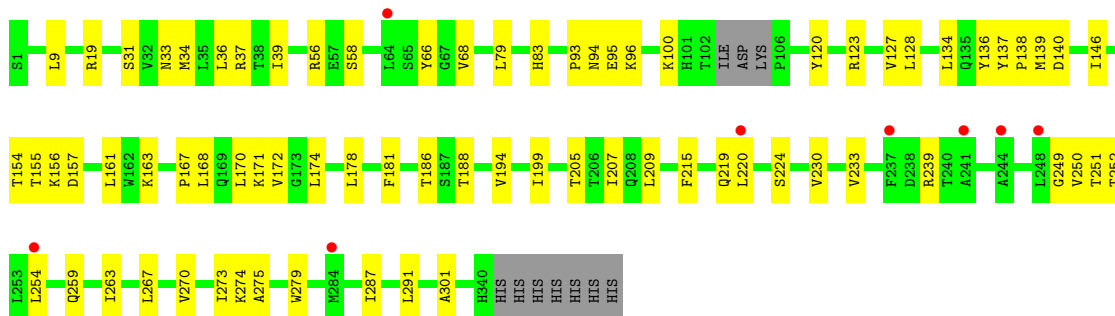 S1 L9 R19 S31 V32 N33 M34 L35 L36 R37 T38 I39 R56 E57 S58 L64 S65 Y66 G67 V68 L79 H83 P93 N94 E95 K96 K100 H101 T102 ILE ASP LYS P106 Y120 R123 V127 L128 L134 Q135 Y136 Y137 P138 M139 D140 I146
T154 T155 K156 D157 L161 W162 K163 P167 L168 Q169 L170 K171 V172 G173 L174 L178 F181 T186 S187 T188 V194 I199 T205 T206 I207 Q208 L209 F215 Q219 L220 S224 V230 V233 F237 D238 R239 T240 A241 A244 L248 G249 V250 T251 T252
L253 L254 Q259 I263 L267 V270 I273 K274 A275 W279 M284 I287 L291 A301 H340 HIS HIS HIS HIS HIS HIS